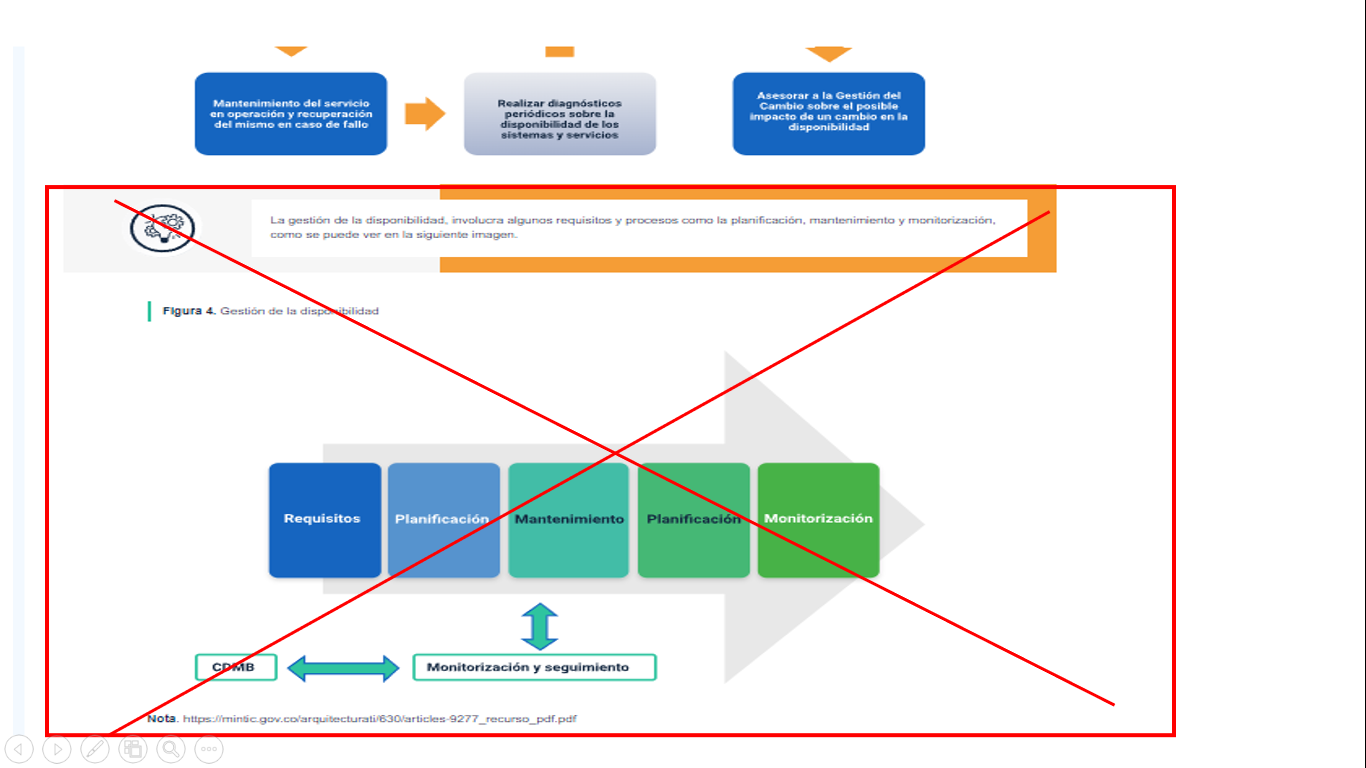 Mantenimiento del servicio
en operación y recuperación
del mismo en caso de fallo
Realizar diagnósticos
periódicos sobre la
disponibilidad de los
sistemas y servicios
Asesorar a la Gestión del
Cambio sobre el posible
impacto de un cambio en la
disponibilidad
La gestión de la disponibilidad, involucra algunos requisitos y procesos como la planificación, mantenimiento y monitorización,
como se puede ver en la siguiente imagen.
Figura 4. Gestión de la disponibilidad
Requisitos
Planificación
Mantenimiento
Planificación
Monitorización
CDMB
Monitorización y seguimiento
Nota. https://mintic.gov.co/arquitecturati/630/articles-9277_recurso_pdf.pdf